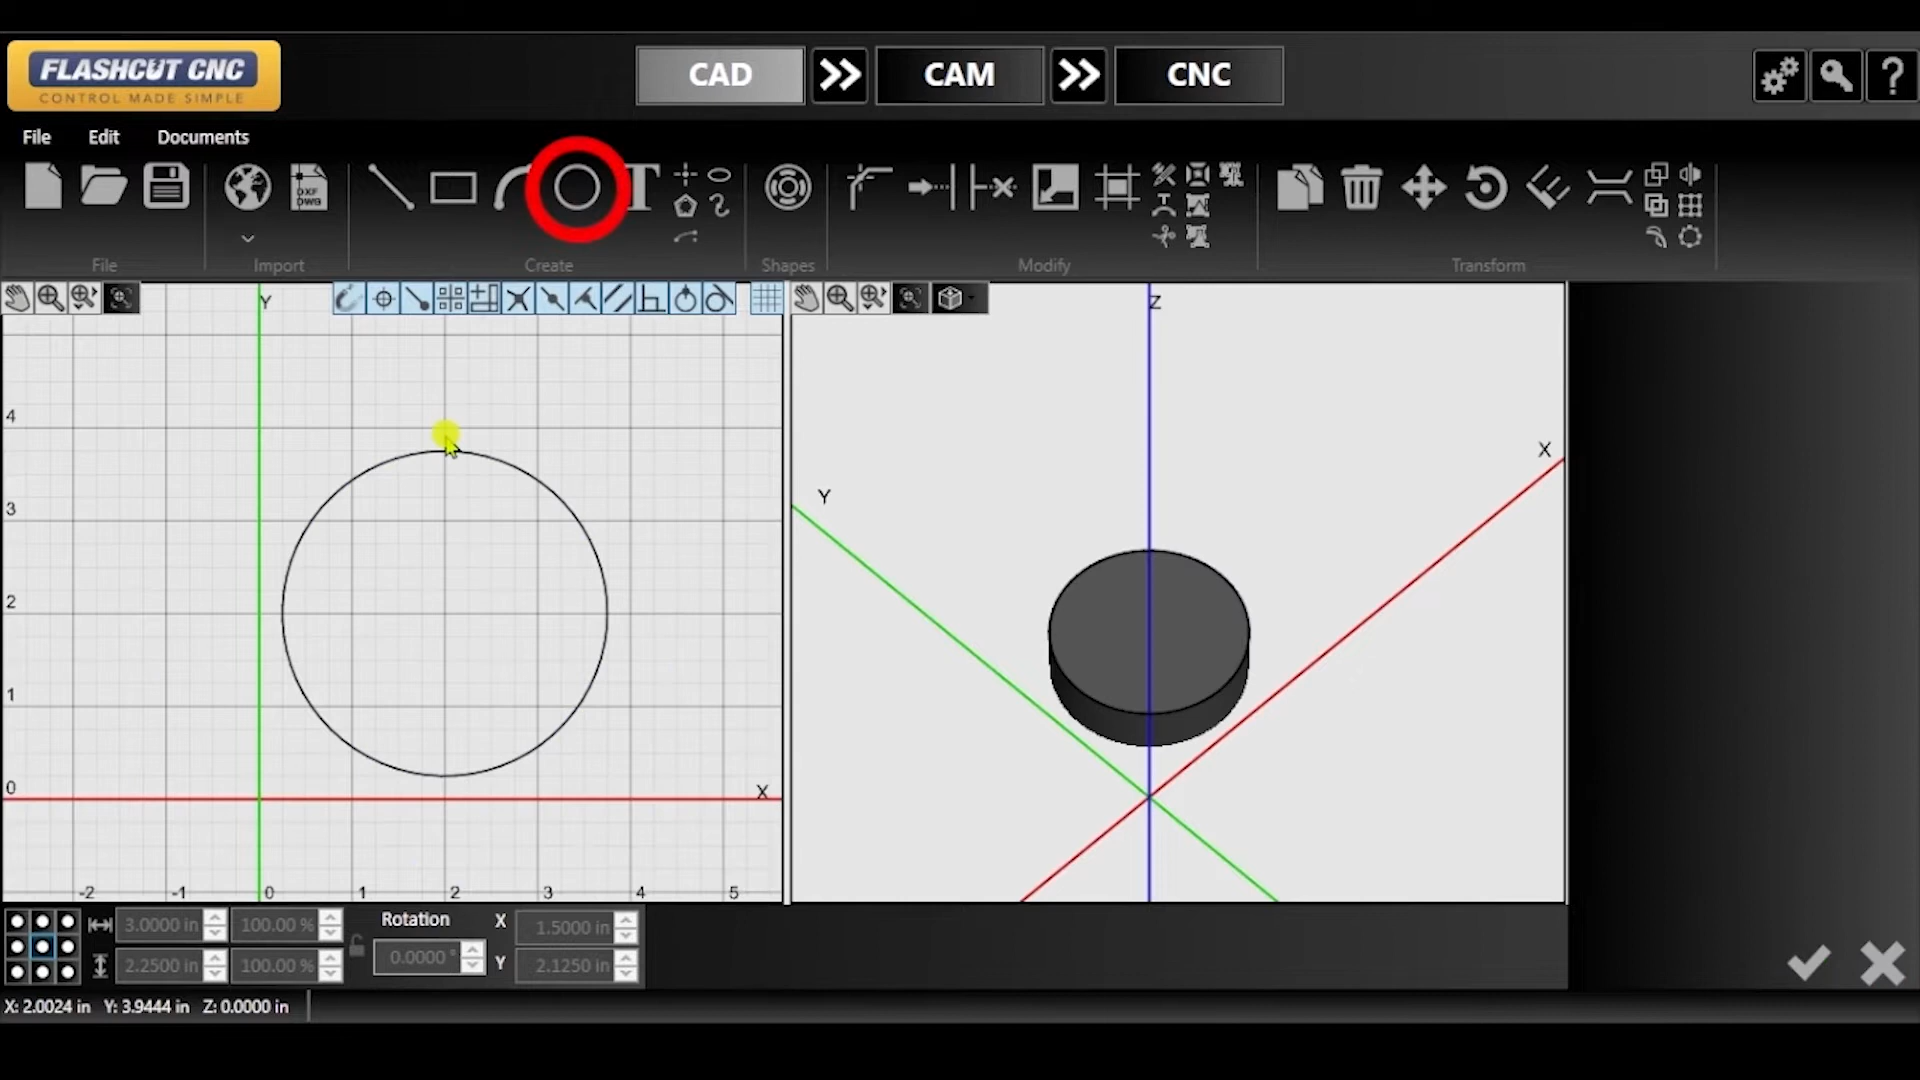 FLASHCUT CNC
CONTROL MADE SIMPLE
CAD
CAM
CNC
?
File Edit Documents
DXF
DWG
T
File Import Create Shapes Modify Transform
Y
Z
4
X
Y
3
2
1
0
X
-2 -1 0 1 2 3 4 5
3.0000 in 100.00 % Rotation X 1.5000 in
2.2500 in 100.00 % 0.0000 ° Y 2.1250 in
X: 2.0024 in Y: 3.9444 in Z: 0.0000 in